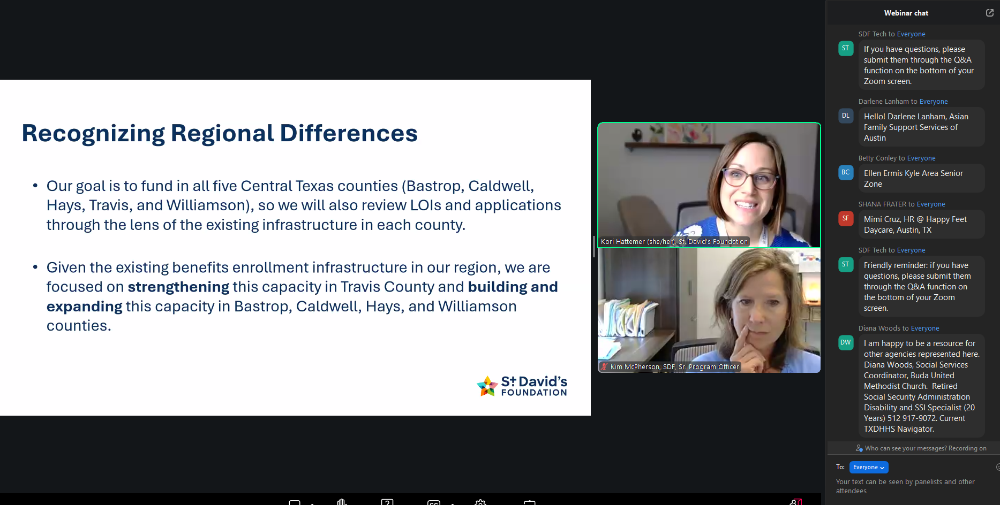 Recognizing Regional Differences
• Our goal is to fund in all five Central Texas counties (Bastrop, Caldwell,
Hays, Travis, and Williamson), so we will also review LOIs and applications
through the lens of the existing infrastructure in each county.
• Given the existing benefits enrollment infrastructure in our region, we are
focused on strengthening this capacity in Travis County and building and
expanding this capacity in Bastrop, Caldwell, Hays, and Williamson
counties.
St David's
FOUNDATION
Kori Hattemer (she/her), St. David's Foundation
Kim McPherson, SDF, Sr. Program Officer
Webinar chat
SDF Tech to Everyone
ST
If you have questions, please
submit them through the Q&A
function on the bottom of your
Zoom screen.
Darlene Lanham to Everyone
DL
Hello! Darlene Lanham, Asian
Family Support Services of
Austin
Betty Conley to Everyone
BC
Ellen Ermis Kyle Area Senior
Zone
SHANA FRATER to Everyone
SF
Mimi Cruz, HR @ Happy Feet
Daycare, Austin, TX
SDF Tech to Everyone
ST
Friendly reminder: if you have
questions, please submit them
through the Q&A function on
the bottom of your Zoom
screen.
Diana Woods to Everyone
DW
I am happy to be a resource for
other agencies represented here.
Diana Woods, Social Services
Coordinator, Buda United
Methodist Church.  Retired
Social Security Administration
Disability and SSI Specialist (20
Years) 512 917-9072. Current
TXDHHS Navigator.
Who can see your messages? Recording on
To: Everyone
Your text can be seen by panelists and other
attendees